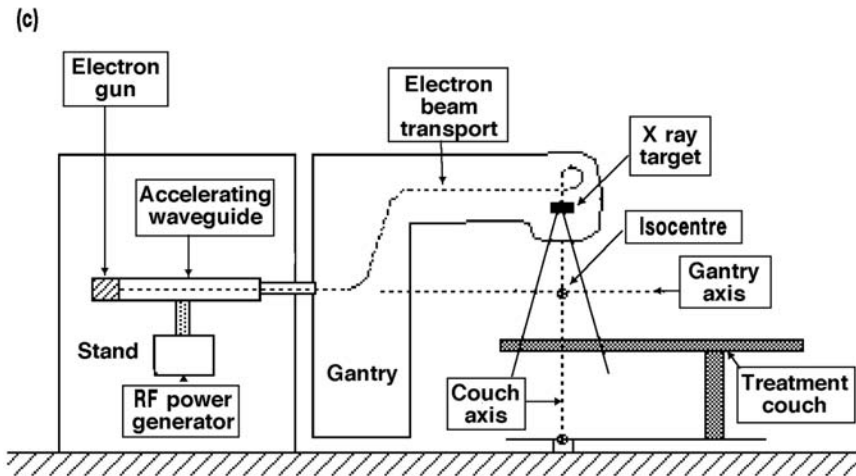 (c)
Electron
gun
Electron
beam
transport
X ray
target
Accelerating
waveguide
Isocentre
Gantry
axis
Stand
Gantry
RF power
generator
Couch
axis
Treatment
couch